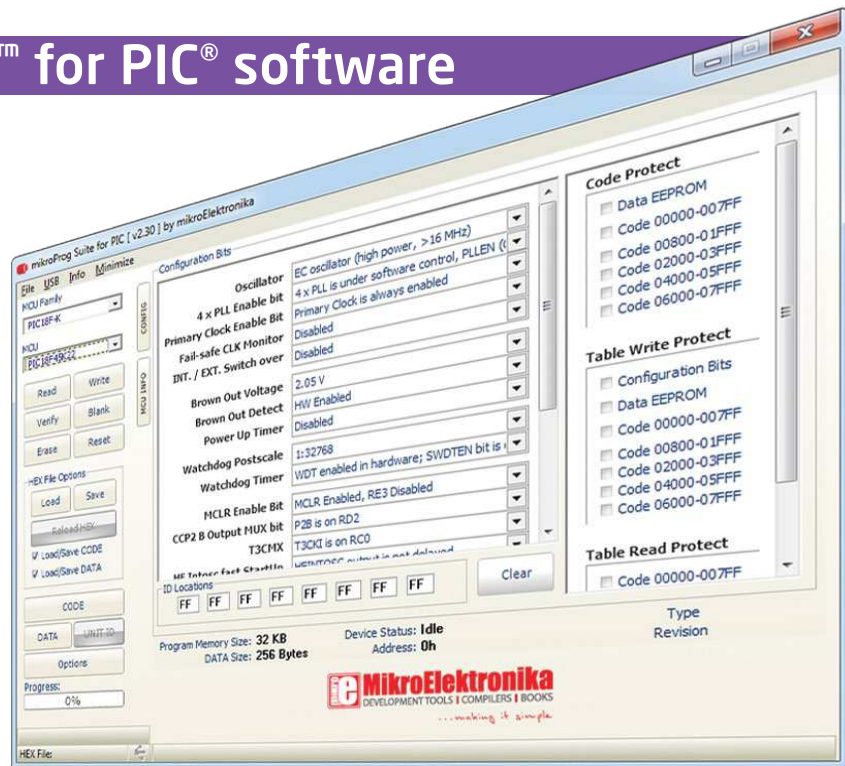 ™ for PIC® software
mikroProg Suite for PIC [ v2.30 ] by mikroElektronika
File USB Info Minimize
MCU Family
PIC18F-K
MCU
Read Write
Verify Blank
Erase Reset
HEX File Options
Load Save
Reload HEX
Load/Save CODE
Load/Save DATA
CODE
DATA UNIT ID
Options
Progress:
0%
HEX File:
CONFIG
MCU INFO
Configuration Bits
Oscillator EC oscillator (high power, >16 MHz)
4 x PLL Enable bit 4 x PLL is under software control, PLLEN (
Primary Clock Enable Bit Primary Clock is always enabled
Fail-safe CLK Monitor Disabled
INT. / EXT. Switch over Disabled
Brown Out Voltage 2.05 V
Brown Out Detect HW Enabled
Power Up Timer Disabled
Watchdog Postscale 1:32768
Watchdog Timer WDT enabled in hardware; SWDTEN bit is
MCLR Enable Bit MCLR Enabled, RE3 Disabled
CCP2 B Output MUX bit P2B is on RD2
T3CMX T3CKI is on RC0
HF Intosc fast StartUp HFINTOSC output is not delayed
ID Locations
FF FF FF FF FF FF FF FF
Clear
Code Protect
Data EEPROM
Code 00000-007FF
Code 00800-01FFF
Code 02000-03FFF
Code 04000-05FFF
Code 06000-07FFF
Table Write Protect
Configuration Bits
Data EEPROM
Code 00000-007FF
Code 00800-01FFF
Code 02000-03FFF
Code 04000-05FFF
Code 06000-07FFF
Table Read Protect
Code 00000-007FF
Program Memory Size: 32 KB
DATA Size: 256 Bytes
Device Status: Idle
Address: 0h
Type
Revision
MikroElektronika
DEVELOPMENT TOOLS | COMPILERS | BOOKS
...making it simple